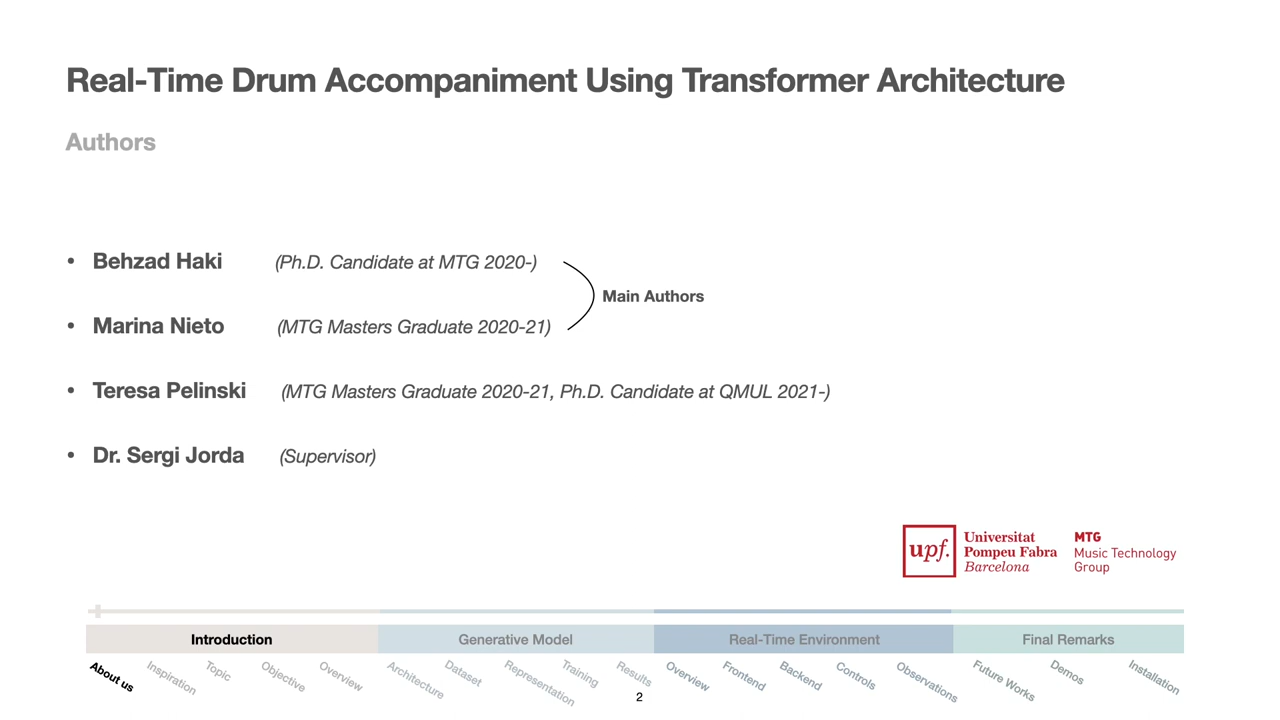 Real-Time Drum Accompaniment Using Transformer Architecture
Authors
• Behzad Haki (Ph.D. Candidate at MTG 2020-)
Main Authors
• Marina Nieto (MTG Masters Graduate 2020-21)
• Teresa Pelinski (MTG Masters Graduate 2020-21, Ph.D. Candidate at QMUL 2021-)
• Dr. Sergi Jorda (Supervisor)
upf.
Universitat
Pompeu Fabra
Barcelona
MTG
Music Technology
Group
Introduction
Generative Model
Real-Time Environment
Final Remarks
About us
Inspiration
Topic
Objective
Overview
Architecture
Dataset
Representation
Training
Results
Overview
Frontend
Backend
Controls
Observations
Future Works
Demos
Installation
2